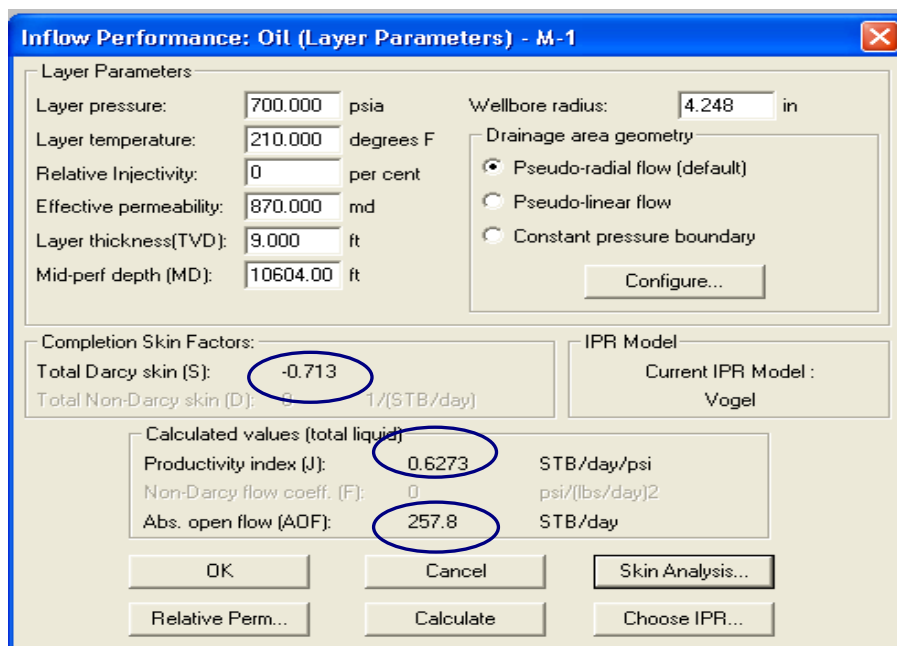 Inflow Performance: Oil (Layer Parameters) - M-1
Layer Parameters
Layer pressure: 700.000 psia
Layer temperature: 210.000 degrees F
Relative Injectivity: 0 per cent
Effective permeability: 870.000 md
Layer thickness(TVD): 9.000 ft
Mid-perf depth (MD): 10604.00 ft
Wellbore radius: 4.248 in
Drainage area geometry
Pseudo-radial flow (default)
Pseudo-linear flow
Constant pressure boundary
Configure...
Completion Skin Factors:
Total Darcy skin (S): -0.713
Total Non-Darcy skin (D): 0 1/(STB/day)
IPR Model
Current IPR Model :
Vogel
Calculated values (total liquid)
Productivity index (J): 0.6273 STB/day/psi
Non-Darcy flow coeff. (F): 0 psi/(lbs/day)2
Abs. open flow (AOF): 257.8 STB/day
OK Cancel Skin Analysis...
Relative Perm... Calculate Choose IPR...